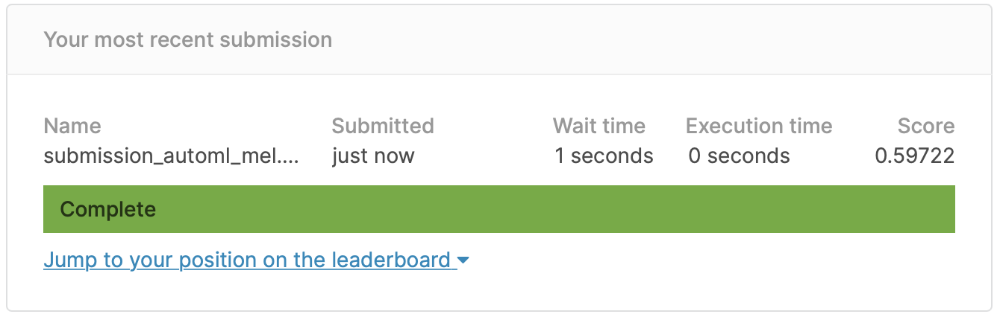 Your most recent submission
Name Submitted Wait time Execution time Score
submission_automl_mel.... just now 1 seconds 0 seconds 0.59722
Complete
Jump to your position on the leaderboard